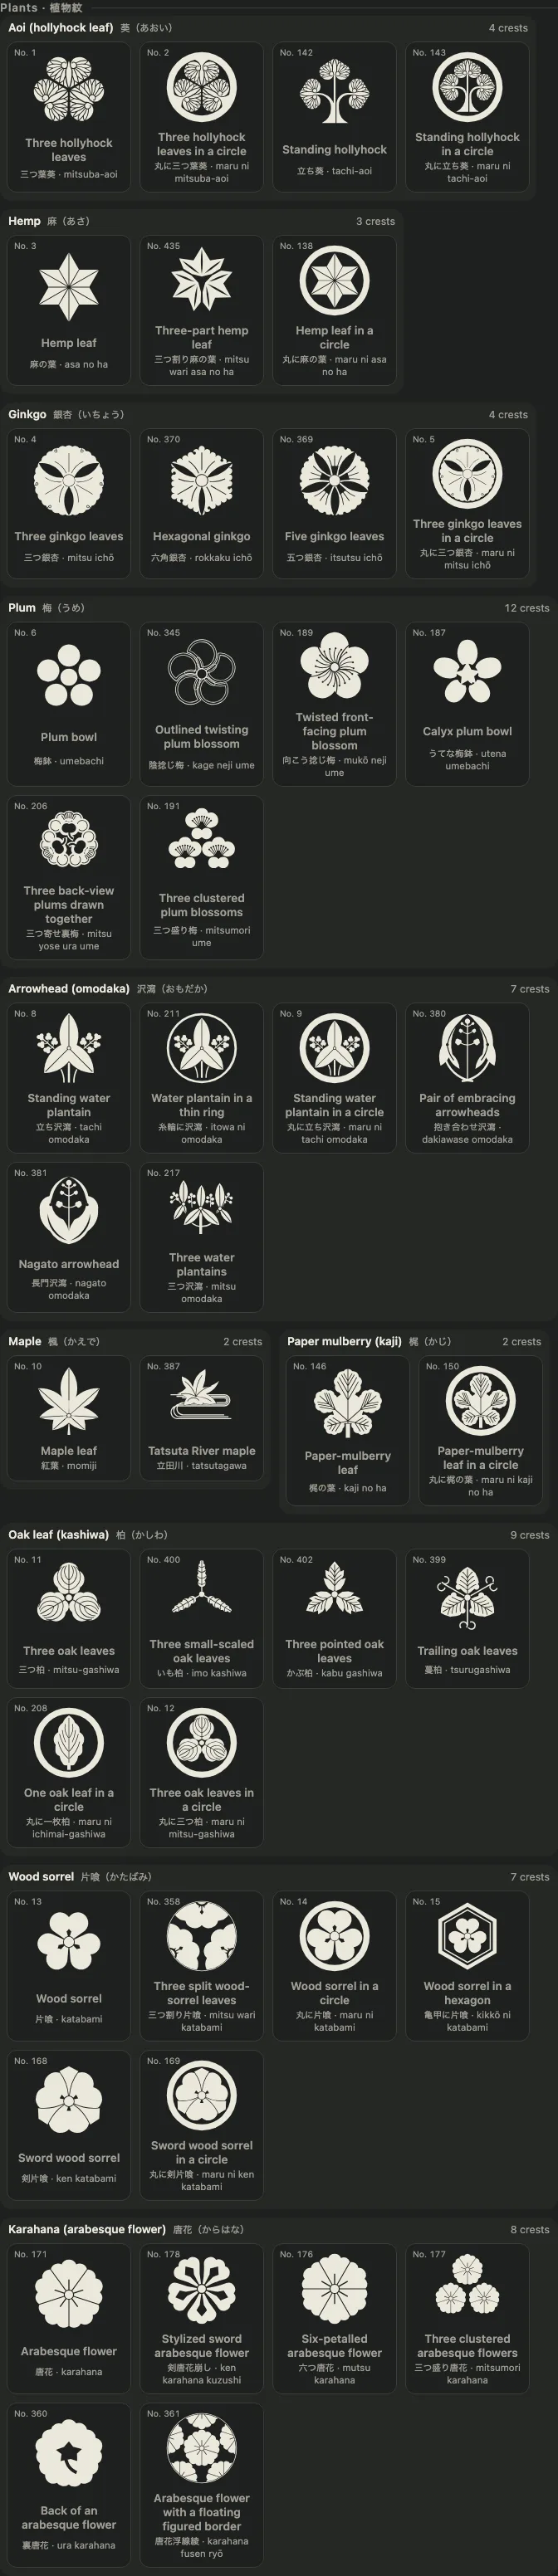 Plants · 植物紋
Aoi (hollyhock leaf) 葵（あおい） 4 crests
No. 1
Three hollyhock
leaves
三つ葉葵 · mitsuba-aoi
No. 2
Three hollyhock
leaves in a circle
丸に三つ葉葵 · maru ni
mitsuba-aoi
No. 142
Standing hollyhock
立ち葵 · tachi-aoi
No. 143
Standing hollyhock
in a circle
丸に立ち葵 · maru ni
tachi-aoi
Hemp 麻（あさ） 3 crests
No. 3
Hemp leaf
麻の葉 · asa no ha
No. 435
Three-part hemp
leaf
三つ割り麻の葉 · mitsu
wari asa no ha
No. 138
Hemp leaf in a
circle
丸に麻の葉 · maru ni asa
no ha
Ginkgo 銀杏（いちょう） 4 crests
No. 4
Three ginkgo leaves
三つ銀杏 · mitsu ichō
No. 370
Hexagonal ginkgo
六角銀杏 · rokkaku ichō
No. 369
Five ginkgo leaves
五つ銀杏 · itsutsu ichō
No. 5
Three ginkgo leaves
in a circle
丸に三つ銀杏 · maru ni
mitsu ichō
Plum 梅（うめ） 12 crests
No. 6
Plum bowl
梅鉢 · umebachi
No. 345
Outlined twisting
plum blossom
陰捻じ梅 · kage neji ume
No. 189
Twisted front-
facing plum
blossom
向こう捻じ梅 · mukō neji
ume
No. 187
Calyx plum bowl
うてな梅鉢 · utena
umebachi
No. 206
Three back-view
plums drawn
together
三つ寄せ裏梅 · mitsu
yose ura ume
No. 191
Three clustered
plum blossoms
三つ盛り梅 · mitsumori
ume
Arrowhead (omodaka) 沢瀉（おもだか） 7 crests
No. 8
Standing water
plantain
立ち沢瀉 · tachi
omodaka
No. 211
Water plantain in a
thin ring
糸輪に沢瀉 · itowa ni
omodaka
No. 9
Standing water
plantain in a circle
丸に立ち沢瀉 · maru ni
tachi omodaka
No. 380
Pair of embracing
arrowheads
抱き合わせ沢瀉 ·
dakiawase omodaka
No. 381
Nagato arrowhead
長門沢瀉 · nagato
omodaka
No. 217
Three water
plantains
三つ沢瀉 · mitsu
omodaka
Maple 楓（かえで） 2 crests
No. 10
Maple leaf
紅葉 · momiji
No. 387
Tatsuta River maple
立田川 · tatsutagawa
Paper mulberry (kaji) 梶（かじ） 2 crests
No. 146
Paper-mulberry
leaf
梶の葉 · kaji no ha
No. 150
Paper-mulberry
leaf in a circle
丸に梶の葉 · maru ni kaji
no ha
Oak leaf (kashiwa) 柏（かしわ） 9 crests
No. 11
Three oak leaves
三つ柏 · mitsu-gashiwa
No. 400
Three small-scaled
oak leaves
いも柏 · imo kashiwa
No. 402
Three pointed oak
leaves
かぶ柏 · kabu gashiwa
No. 399
Trailing oak leaves
蔓柏 · tsurugashiwa
No. 208
One oak leaf in a
circle
丸に一枚柏 · maru ni
ichimai-gashiwa
No. 12
Three oak leaves in
a circle
丸に三つ柏 · maru ni
mitsu-gashiwa
Wood sorrel 片喰（かたばみ） 7 crests
No. 13
Wood sorrel
片喰 · katabami
No. 358
Three split wood-
sorrel leaves
三つ割り片喰 · mitsu wari
katabami
No. 14
Wood sorrel in a
circle
丸に片喰 · maru ni
katabami
No. 15
Wood sorrel in a
hexagon
亀甲に片喰 · kikkō ni
katabami
No. 168
Sword wood sorrel
剣片喰 · ken katabami
No. 169
Sword wood sorrel
in a circle
丸に剣片喰 · maru ni ken
katabami
Karahana (arabesque flower) 唐花（からはな） 8 crests
No. 171
Arabesque flower
唐花 · karahana
No. 178
Stylized sword
arabesque flower
剣唐花崩し · ken
karahana kuzushi
No. 176
Six-petalled
arabesque flower
六つ唐花 · mutsu
karahana
No. 177
Three clustered
arabesque flowers
三つ盛り唐花 · mitsumori
karahana
No. 360
Back of an
arabesque flower
裏唐花 · ura karahana
No. 361
Arabesque flower
with a floating
figured border
唐花浮線綾 · karahana
fusen ryō